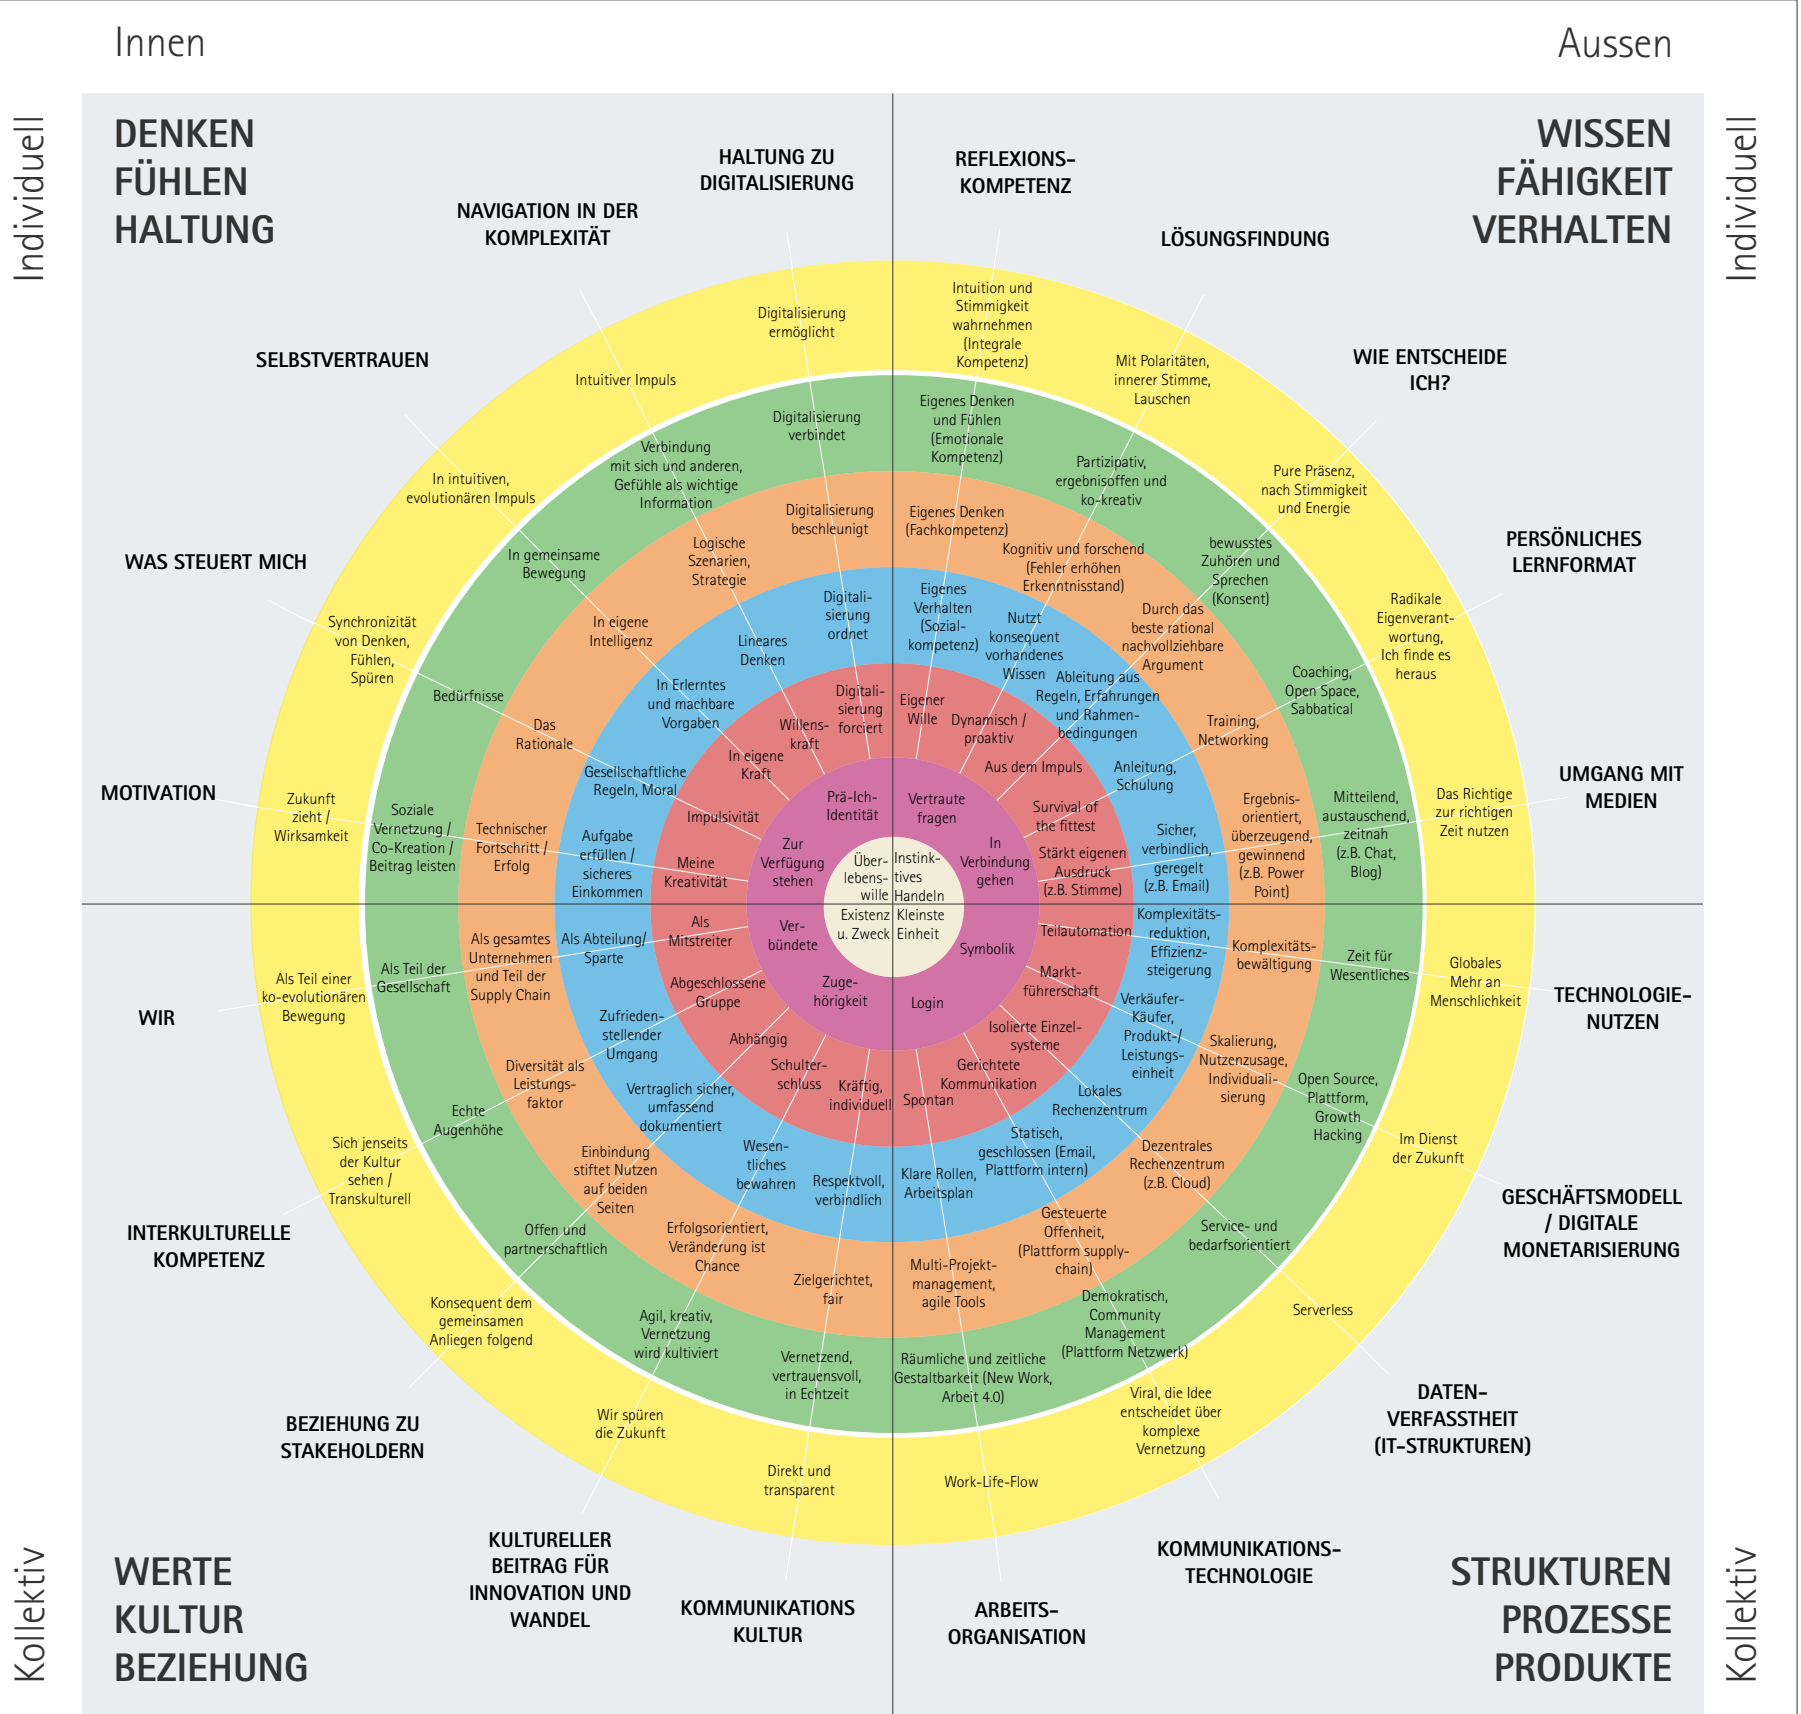 Innen
Aussen
Individuell
Individuell
DENKEN
FÜHLEN
HALTUNG
WISSEN
FÄHIGKEIT
VERHALTEN
HALTUNG ZU
DIGITALISIERUNG
Digitalisierung
ermöglicht
Digitalisierung
verbindet
Digitalisierung
beschleunigt
Digitali-
sierung
ordnet
Digitali-
sierung
forciert
NAVIGATION IN DER
KOMPLEXITÄT
Intuitiver Impuls
Verbindung
mit sich und anderen,
Gefühle als wichtige
Information
Logische
Szenarien,
Strategie
Lineares
Denken
Willens-
kraft
SELBSTVERTRAUEN
In intuitiven,
evolutionären Impuls
In gemeinsame
Bewegung
In eigene
Intelligenz
In Erlerntes
und machbare
Vorgaben
In eigene
Kraft
WAS STEUERT MICH
Synchronizität
von Denken,
Fühlen,
Spüren
Bedürfnisse
Das
Rationale
Gesellschaftliche
Regeln, Moral
Impulsivität
MOTIVATION
Zukunft
zieht /
Wirksamkeit
Soziale
Vernetzung /
Co-Kreation /
Beitrag leisten
Technischer
Fortschritt /
Erfolg
Aufgabe
erfüllen /
sicheres
Einkommen
Meine
Kreativität
Prä-Ich-
Identität
Zur
Verfügung
stehen
Über-
lebens-
wille
REFLEXIONS-
KOMPETENZ
Intuition und
Stimmigkeit
wahrnehmen
(Integrale
Kompetenz)
Eigenes Denken
und Fühlen
(Emotionale
Kompetenz)
Eigenes Denken
(Fachkompetenz)
Eigenes
Verhalten
(Sozial-
kompetenz)
Eigener
Wille
LÖSUNGSFINDUNG
Mit Polaritäten,
innerer Stimme,
Lauschen
Partizipativ,
ergebnisoffen und
ko-kreativ
Kognitiv und forschend
(Fehler erhöhen
Erkenntnisstand)
Nutzt
konsequent
vorhandenes
Wissen
Dynamisch /
proaktiv
WIE ENTSCHEIDE
ICH?
Pure Präsenz,
nach Stimmigkeit
und Energie
bewusstes
Zuhören und
Sprechen
(Konsent)
Durch das
beste rational
nachvollziehbare
Argument
Ableitung aus
Regeln, Erfahrungen
und Rahmen-
bedingungen
Aus dem Impuls
PERSÖNLICHES
LERNFORMAT
Radikale
Eigenverant-
wortung,
Ich finde es
heraus
Coaching,
Open Space,
Sabbatical
Training,
Networking
Anleitung,
Schulung
Survival of
the fittest
UMGANG MIT
MEDIEN
Das Richtige
zur richtigen
Zeit nutzen
Mitteilend,
austauschend,
zeitnah
(z.B. Chat,
Blog)
Ergebnis-
orientiert,
überzeugend,
gewinnend
(z.B. Power
Point)
Sicher,
verbindlich,
geregelt
(z.B. Email)
Stärkt eigenen
Ausdruck
(z.B. Stimme)
Vertraute
fragen
In
Verbindung
gehen
Instink-
tives
Handeln
Existenz
u. Zweck
Kleinste
Einheit
Ver-
bündete
Zuge-
hörigkeit
Symbolik
Login
WIR
Als Teil einer
ko-evolutionären
Bewegung
Als Teil der
Gesellschaft
Als gesamtes
Unternehmen
und Teil der
Supply Chain
Als Abteilung/
Sparte
Als
Mitstreiter
INTERKULTURELLE
KOMPETENZ
Sich jenseits
der Kultur
sehen /
Transkulturell
Echte
Augenhöhe
Diversität als
Leistungs-
faktor
Zufrieden-
stellender
Umgang
Abgeschlossene
Gruppe
BEZIEHUNG ZU
STAKEHOLDERN
Konsequent dem
gemeinsamen
Anliegen folgend
Offen und
partnerschaftlich
Einbindung
stiftet Nutzen
auf beiden
Seiten
Vertraglich sicher,
umfassend
dokumentiert
Abhängig
KULTURELLER
BEITRAG FÜR
INNOVATION UND
WANDEL
Wir spüren
die Zukunft
Agil, kreativ,
Vernetzung
wird kultiviert
Erfolgsorientiert,
Veränderung ist
Chance
Wesen-
tliches
bewahren
Schulter-
schluss
KOMMUNIKATIONS
KULTUR
Direkt und
transparent
Vernetzend,
vertrauensvoll,
in Echtzeit
Zielgerichtet,
fair
Respektvoll,
verbindlich
Kräftig,
individuell
TECHNOLOGIE-
NUTZEN
Globales
Mehr an
Menschlichkeit
Zeit für
Wesentliches
Komplexitäts-
bewältigung
Komplexitäts-
reduktion,
Effizienz-
steigerung
Teilautomation
GESCHÄFTSMODELL
/ DIGITALE
MONETARISIERUNG
Im Dienst
der Zukunft
Open Source,
Plattform,
Growth
Hacking
Skalierung,
Nutzenzusage,
Individuali-
sierung
Verkäufer-
Käufer,
Produkt-/
Leistungs-
einheit
Markt-
führerschaft
DATEN-
VERFASSTHEIT
(IT-STRUKTUREN)
Serverless
Service- und
bedarfsorientiert
Dezentrales
Rechenzentrum
(z.B. Cloud)
Lokales
Rechenzentrum
Isolierte Einzel-
systeme
KOMMUNIKATIONS-
TECHNOLOGIE
Viral, die Idee
entscheidet über
komplexe
Vernetzung
Demokratisch,
Community
Management
(Plattform Netzwerk)
Gesteuerte
Offenheit,
(Plattform supply-
chain)
Statisch,
geschlossen (Email,
Plattform intern)
Gerichtete
Kommunikation
ARBEITS-
ORGANISATION
Work-Life-Flow
Räumliche und zeitliche
Gestaltbarkeit (New Work,
Arbeit 4.0)
Multi-Projekt-
management,
agile Tools
Klare Rollen,
Arbeitsplan
Spontan
WERTE
KULTUR
BEZIEHUNG
STRUKTUREN
PROZESSE
PRODUKTE
Kollektiv
Kollektiv